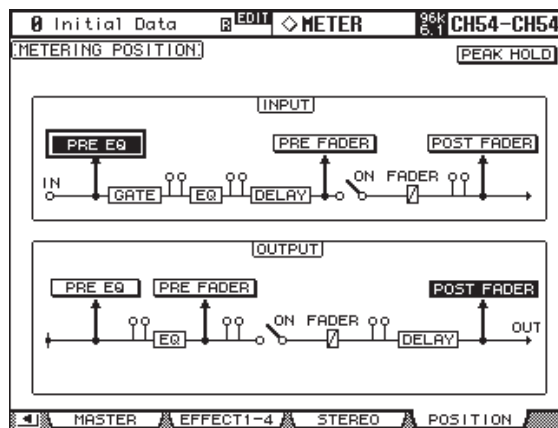 0 Initial Data EDIT METER 96k 6.1 CH54-CH54
METERING POSITION PEAK HOLD
INPUT
PRE EQ PRE FADER POST FADER
IN ON FADER
GATE EQ DELAY
OUTPUT
PRE EQ PRE FADER POST FADER
ON FADER OUT
EQ DELAY
MASTER EFFECT1-4 STEREO POSITION